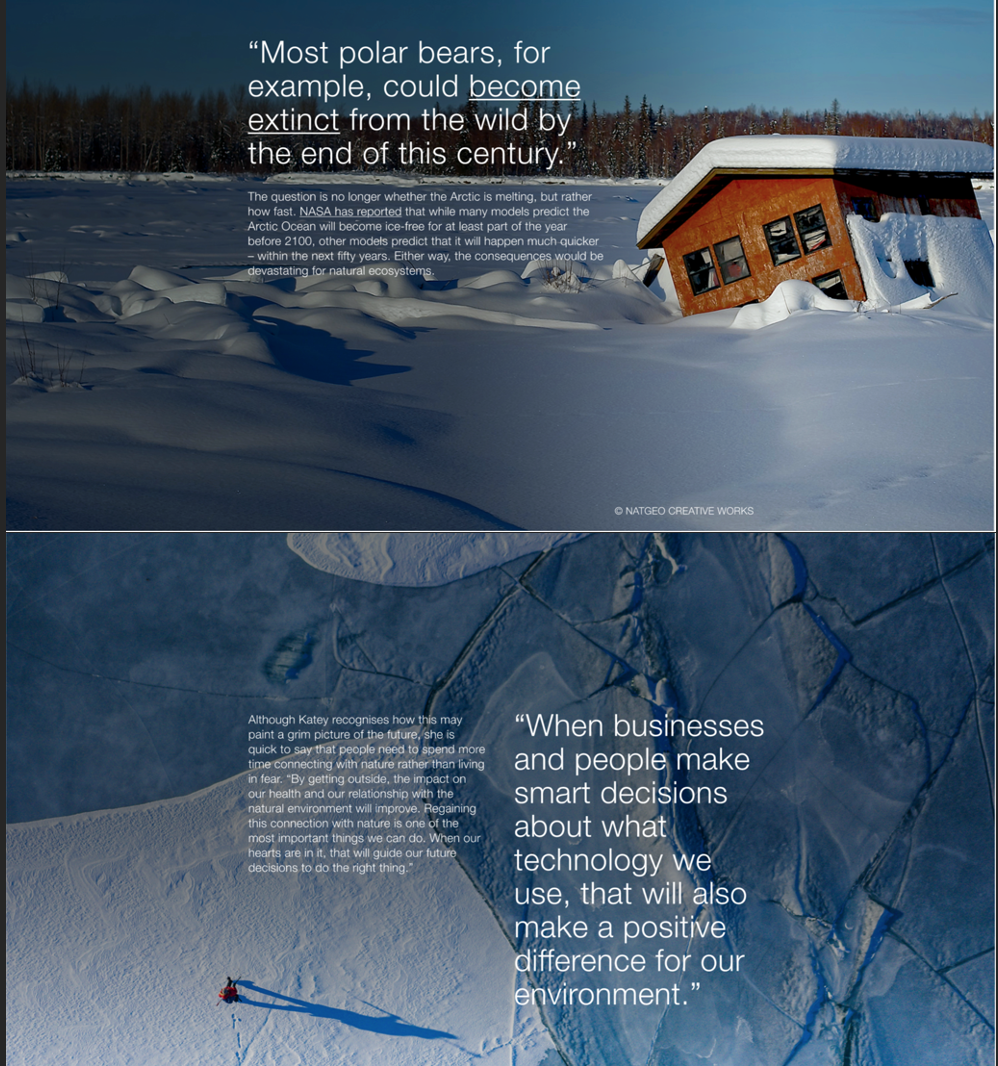 “Most polar bears, for
example, could become
extinct from the wild by
the end of this century.”
The question is no longer whether the Arctic is melting, but rather
how fast. NASA has reported that while many models predict the
Arctic Ocean will become ice-free for at least part of the year
before 2100, other models predict that it will happen much quicker
– within the next fifty years. Either way, the consequences would be
devastating for natural ecosystems.
© NATGEO CREATIVE WORKS
Although Katey recognises how this may
paint a grim picture of the future, she is
quick to say that people need to spend more
time connecting with nature rather than living
in fear. “By getting outside, the impact on
our health and our relationship with the
natural environment will improve. Regaining
this connection with nature is one of the
most important things we can do. When our
hearts are in it, that will guide our future
decisions to do the right thing.”
“When businesses
and people make
smart decisions
about what
technology we
use, that will also
make a positive
difference for our
environment.”